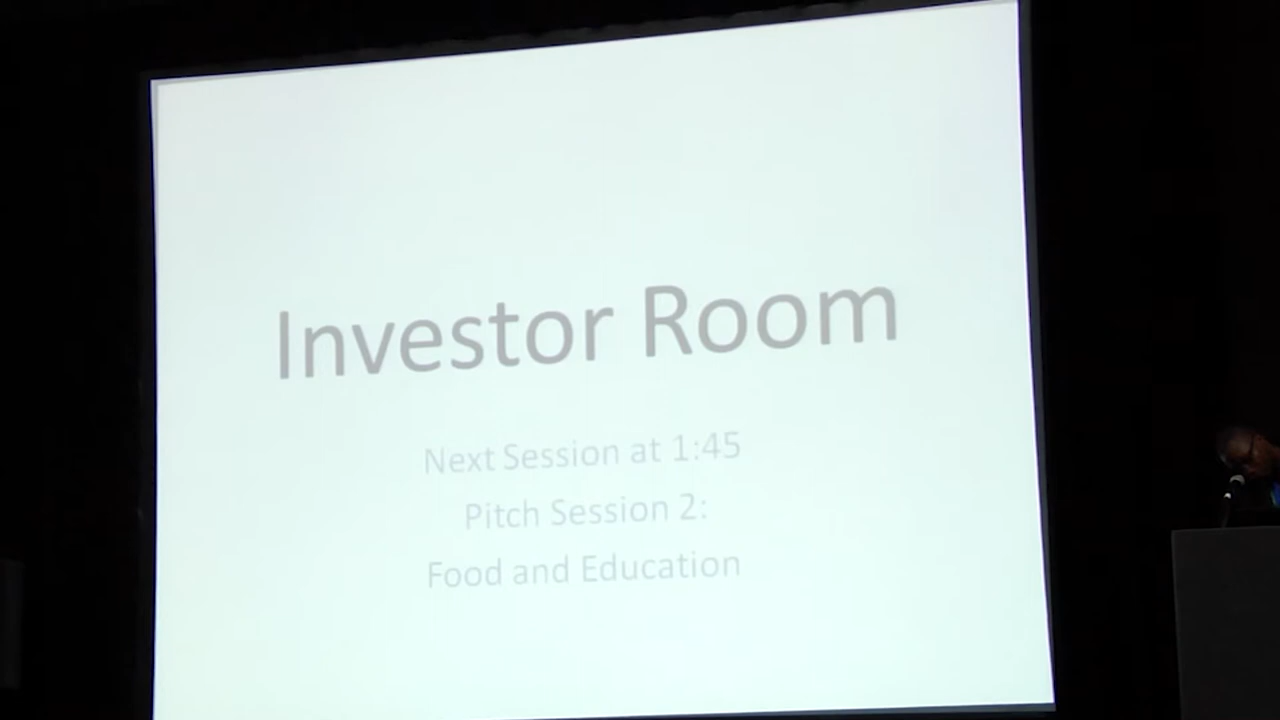 Investor Room
Next Session at 1:45
Pitch Session 2:
Food and Education